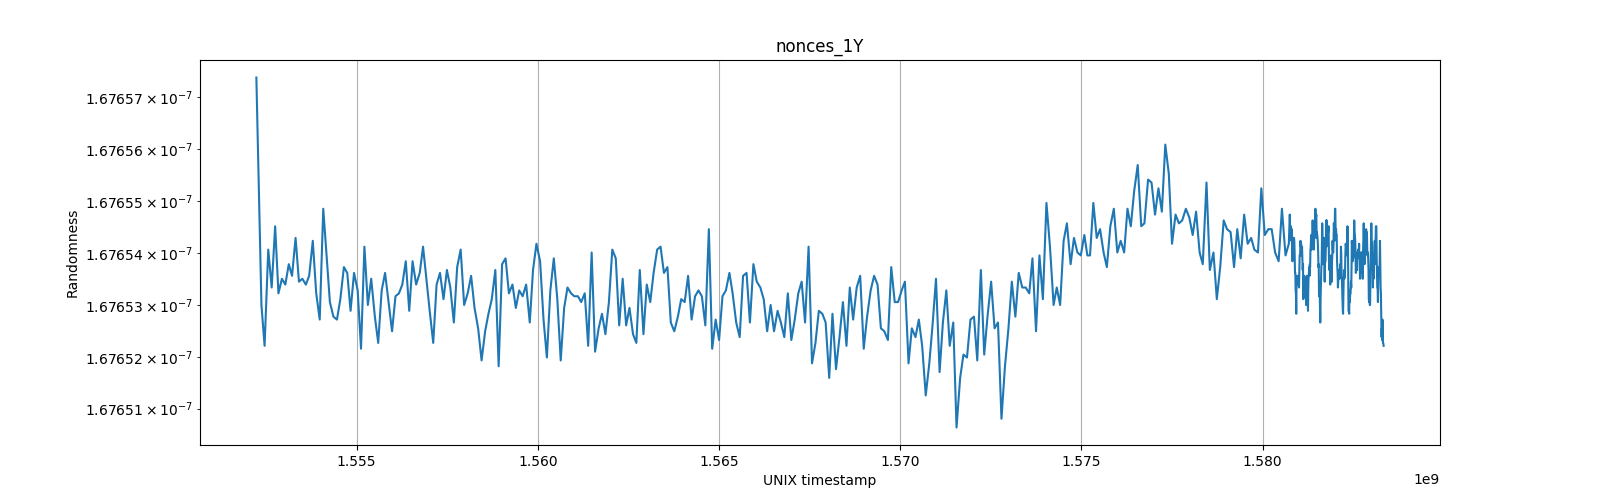 nonces_1Y
Randomness
1.67657 × 10⁻⁷
1.67656 × 10⁻⁷
1.67655 × 10⁻⁷
1.67654 × 10⁻⁷
1.67653 × 10⁻⁷
1.67652 × 10⁻⁷
1.67651 × 10⁻⁷
1.555 1.560 1.565 1.570 1.575 1.580
UNIX timestamp
1e9